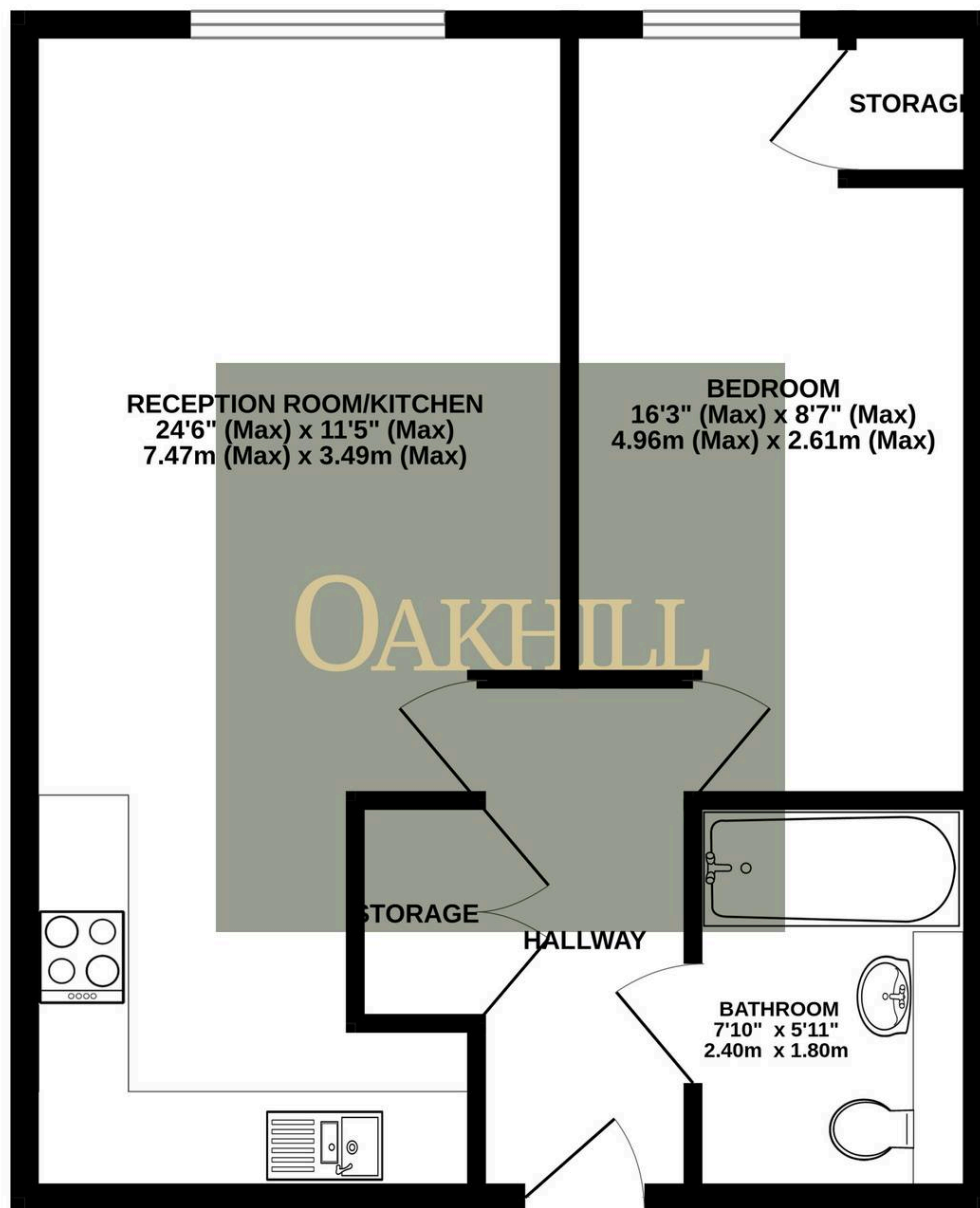 STORAGE
RECEPTION ROOM/KITCHEN
24'6" (Max) x 11'5" (Max)
7.47m (Max) x 3.49m (Max)
BEDROOM
16'3" (Max) x 8'7" (Max)
4.96m (Max) x 2.61m (Max)
OAKHILL
STORAGE
HALLWAY
BATHROOM
7'10" x 5'11"
2.40m x 1.80m